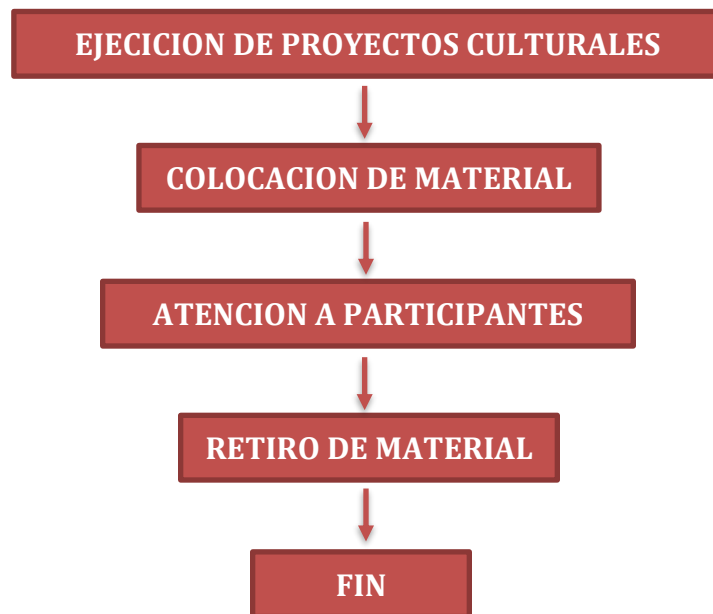 EJECICION DE PROYECTOS CULTURALES
COLOCACION DE MATERIAL
ATENCION A PARTICIPANTES
RETIRO DE MATERIAL
FIN